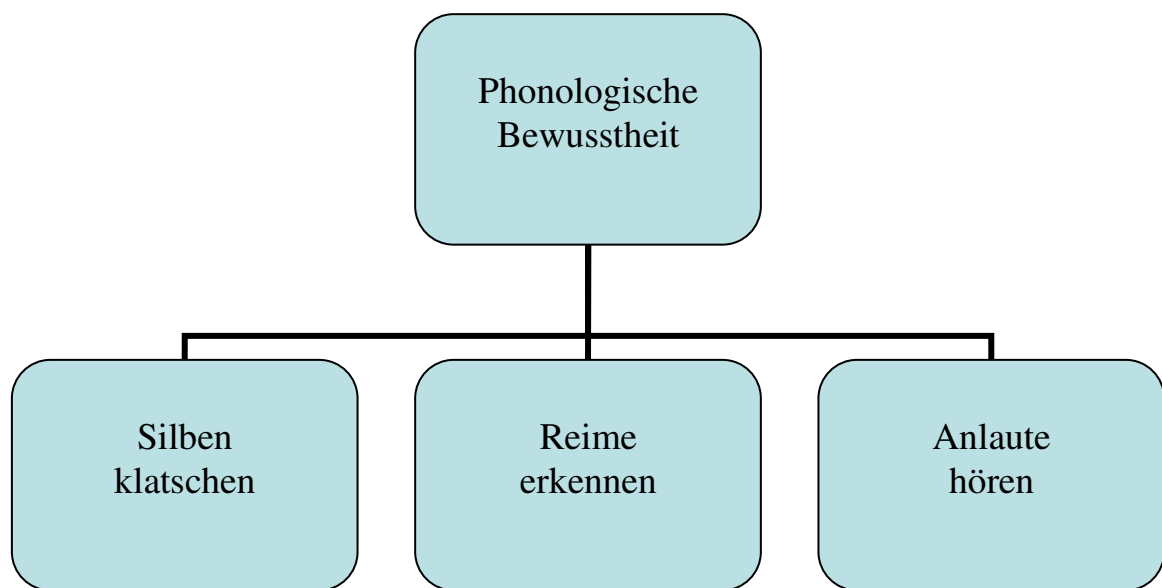 Phonologische
Bewusstheit
Silben
klatschen
Reime
erkennen
Anlaute
hören